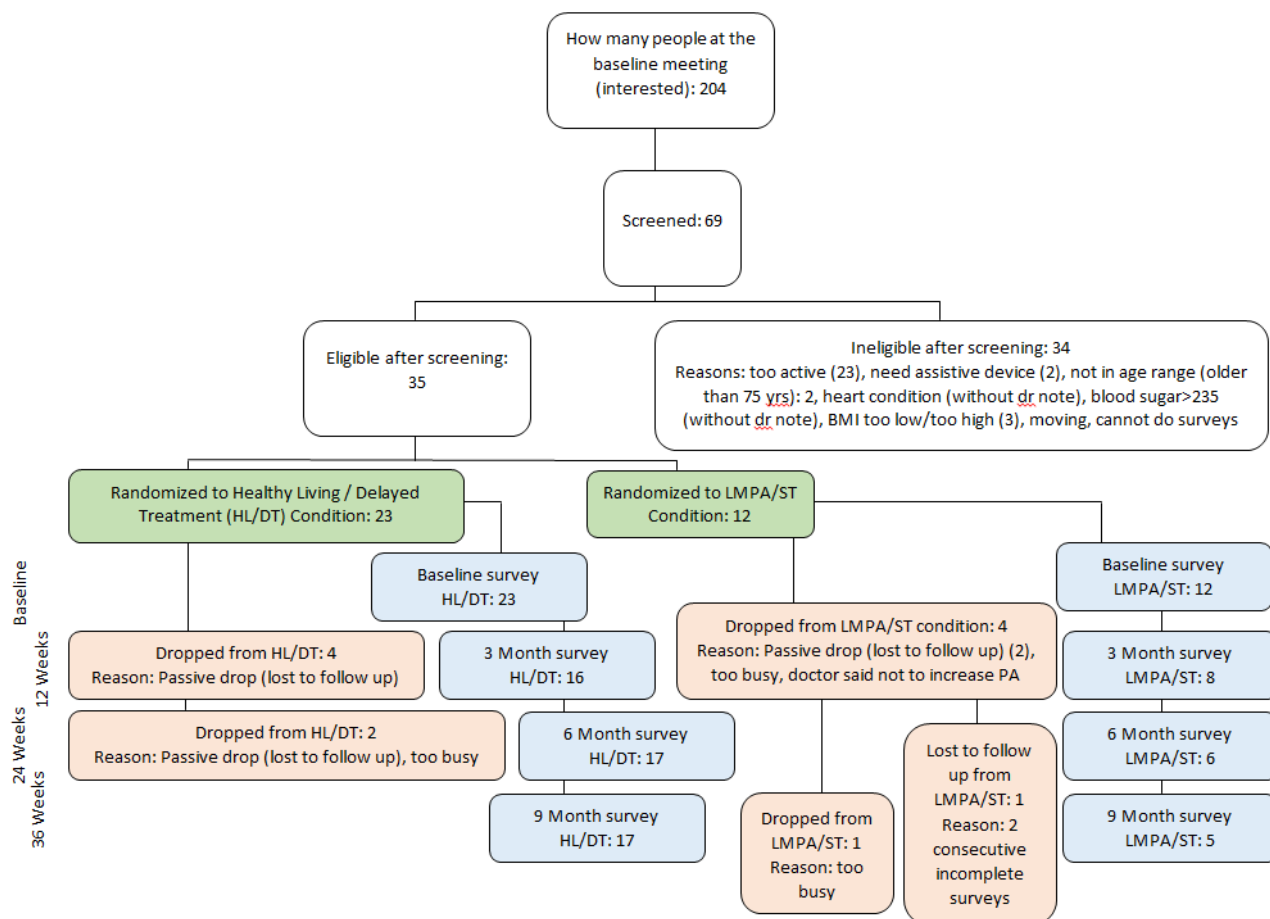 How many people at the
baseline meeting
(interested): 204
Screened: 69
Eligible after screening:
35
Ineligible after screening: 34
Reasons: too active (23), need assistive device (2), not in age range (older
than 75 yrs): 2, heart condition (without dr note), blood sugar>235
(without dr note), BMI too low/too high (3), moving, cannot do surveys
Randomized to Healthy Living / Delayed
Treatment (HL/DT) Condition: 23
Randomized to LMPA/ST
Condition: 12
Baseline
12 Weeks
24 Weeks
36 Weeks
Baseline survey
HL/DT: 23
Baseline survey
LMPA/ST: 12
Dropped from HL/DT: 4
Reason: Passive drop (lost to follow up)
3 Month survey
HL/DT: 16
Dropped from LMPA/ST condition: 4
Reason: Passive drop (lost to follow up) (2),
too busy, doctor said not to increase PA
3 Month survey
LMPA/ST: 8
Dropped from HL/DT: 2
Reason: Passive drop (lost to follow up), too busy
6 Month survey
HL/DT: 17
6 Month survey
LMPA/ST: 6
9 Month survey
HL/DT: 17
Dropped from
LMPA/ST: 1
Reason: too
busy
Lost to follow
up from
LMPA/ST: 1
Reason: 2
consecutive
incomplete
surveys
9 Month survey
LMPA/ST: 5